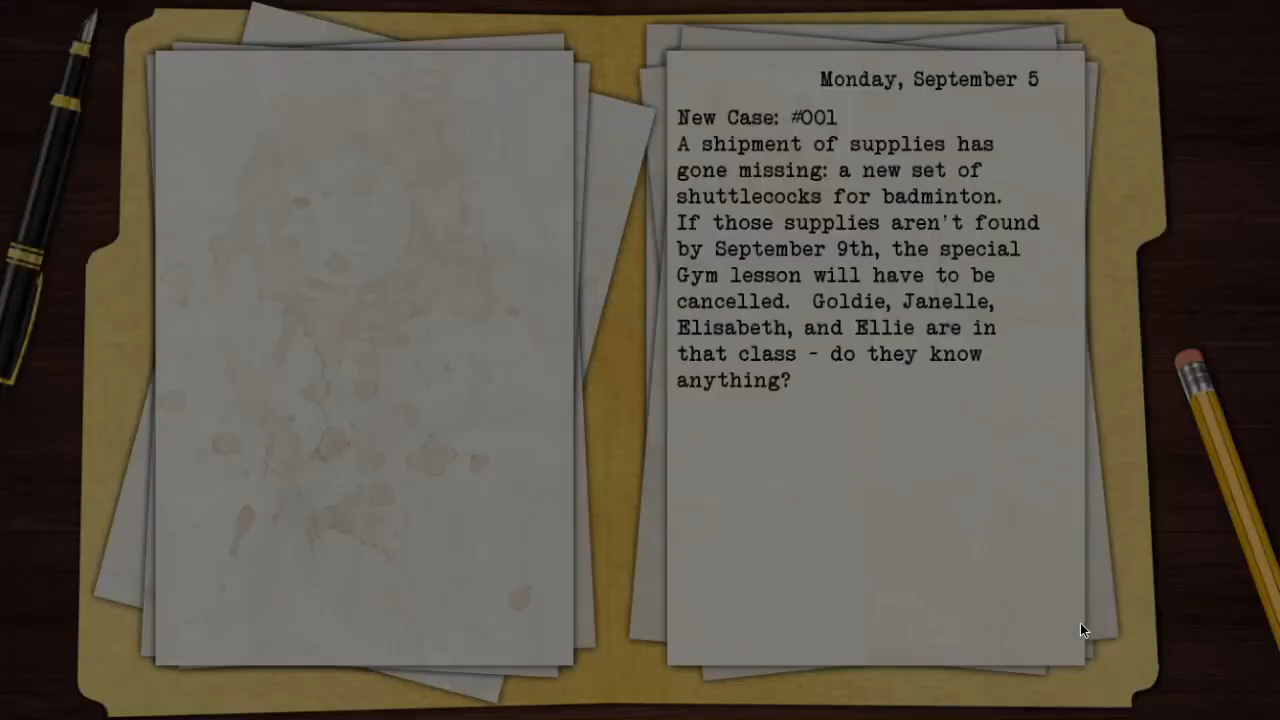 Monday, September 5
New Case: #001
A shipment of supplies has
gone missing: a new set of
shuttlecocks for badminton.
If those supplies aren't found
by September 9th, the special
Gym lesson will have to be
cancelled.  Goldie, Janelle,
Elisabeth, and Ellie are in
that class - do they know
anything?